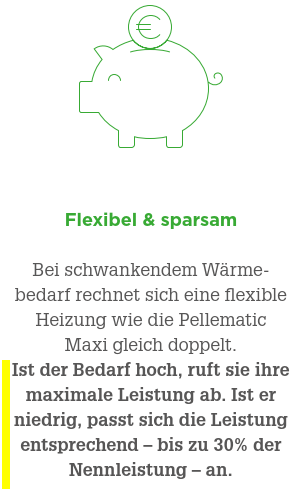 €
Flexibel & sparsam
Bei schwankendem Wärme-
bedarf rechnet sich eine flexible
Heizung wie die Pellematic
Maxi gleich doppelt.
Ist der Bedarf hoch, ruft sie ihre
maximale Leistung ab. Ist er
niedrig, passt sich die Leistung
entsprechend – bis zu 30% der
Nennleistung – an.